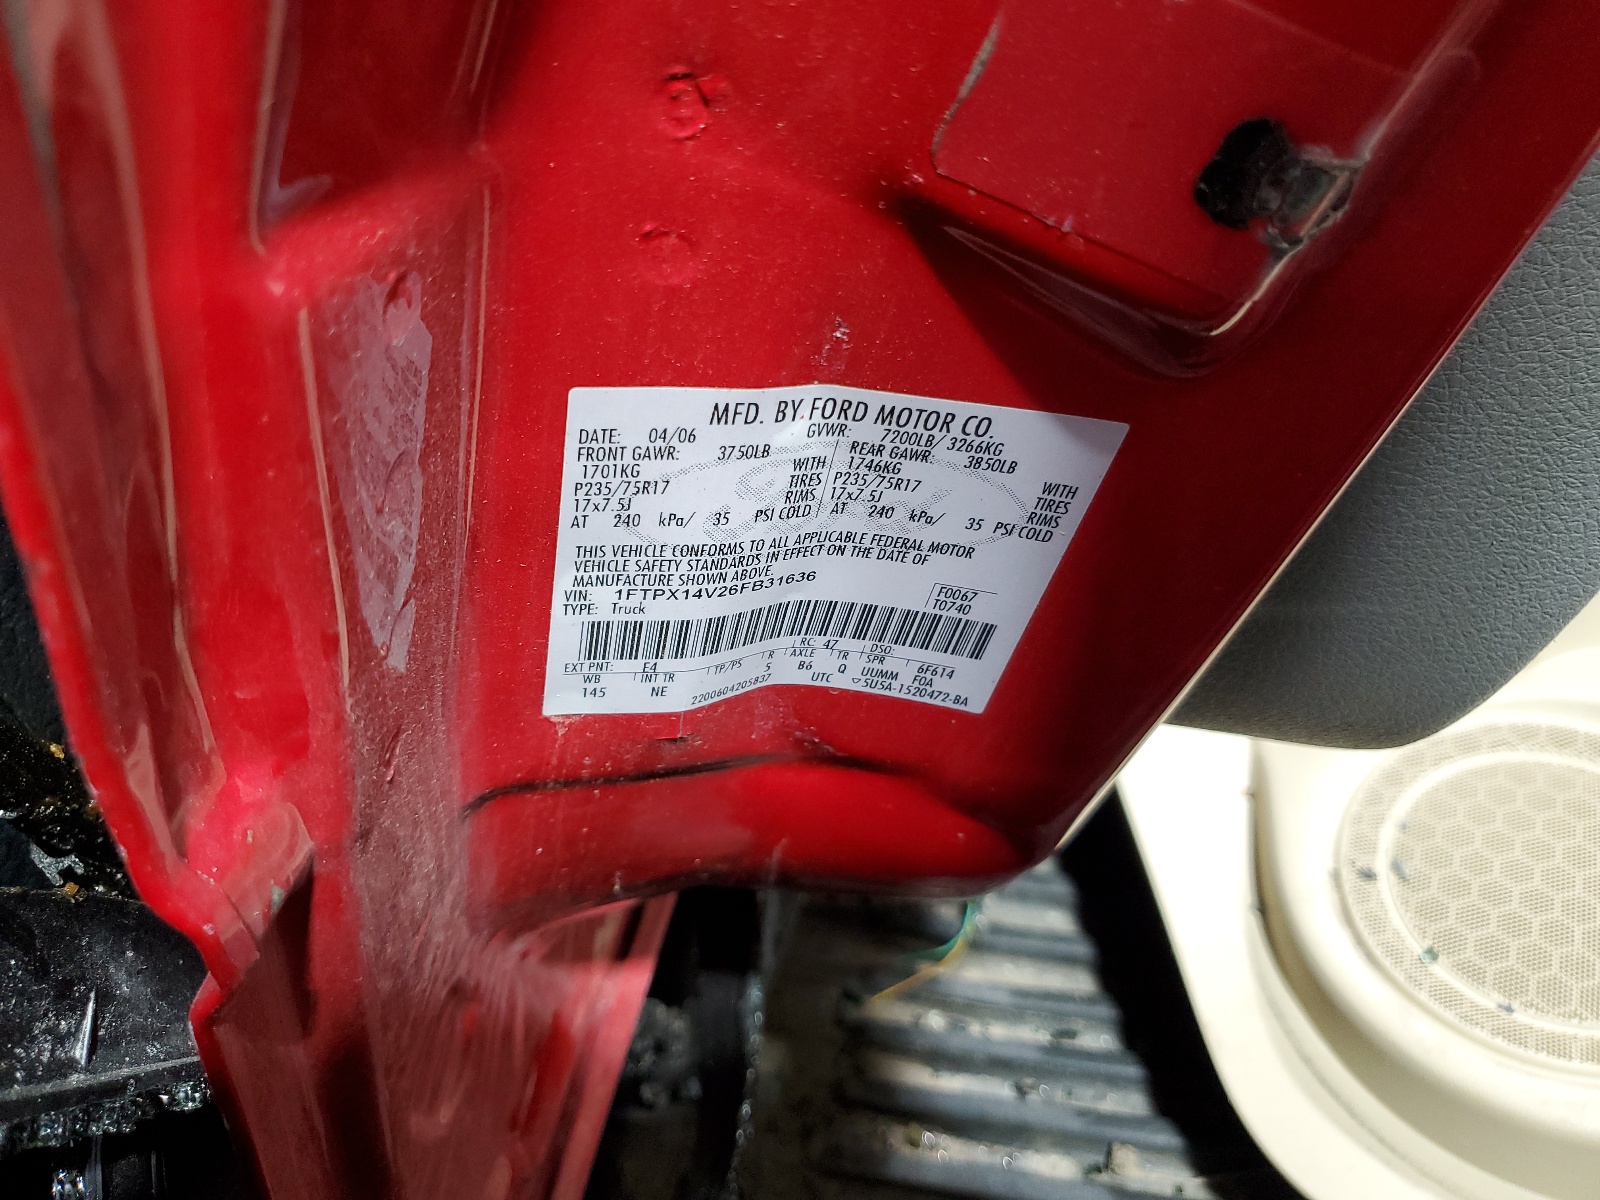 MFD. BY FORD MOTOR CO.
DATE: 04/06 GVWR: 7200LB/ 3266KG
FRONT GAWR: 3750LB REAR GAWR: 3850LB
1701KG WITH 1746KG WITH
P235/75R17 TIRES P235/75R17 TIRES
17x7.5J RIMS 17x7.5J RIMS
AT 240 kPa/ 35 PSI COLD AT 240 kPa/ 35 PSI COLD
THIS VEHICLE CONFORMS TO ALL APPLICABLE FEDERAL MOTOR
VEHICLE SAFETY STANDARDS IN EFFECT ON THE DATE OF
MANUFACTURE SHOWN ABOVE.
VIN: 1FTPX14V26FB31636 F0067
TYPE: Truck T0740
EXT PNT: E4 RC: 47 DSO:
WB INT TR TP/PS R AXLE TR SPR 6F614
145 NE 5 B6 Q UUMM F0A
2200604205837 UTC ▽5U5A-1520472-BA